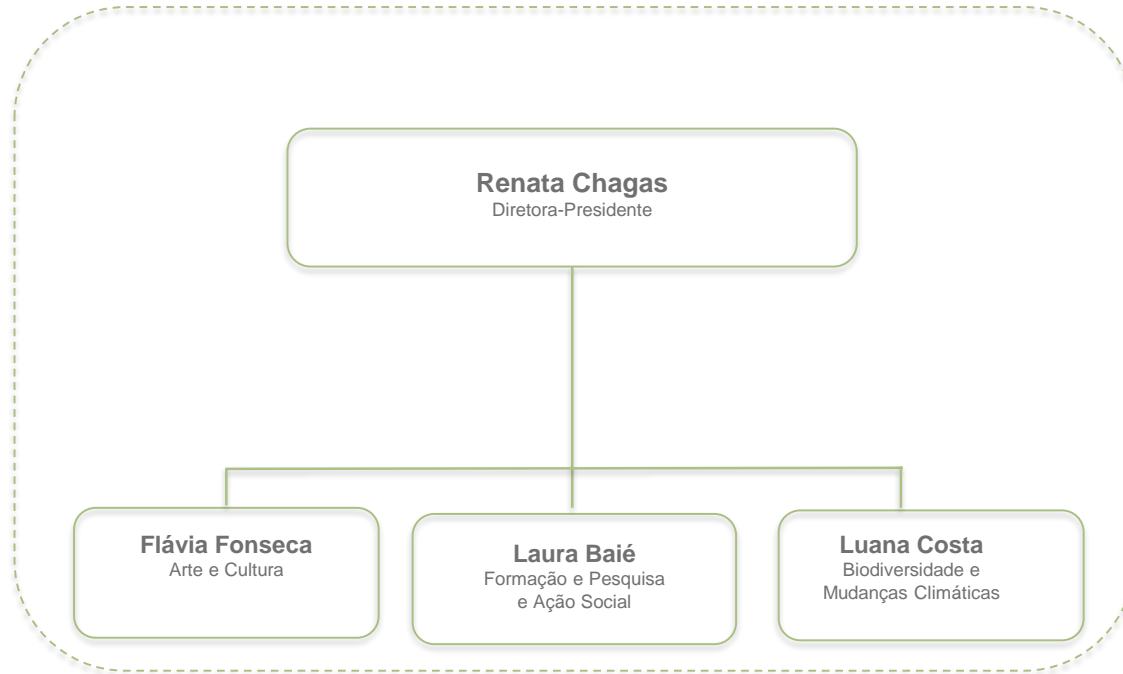 Renata Chagas
Diretora-Presidente
Flávia Fonseca
Arte e Cultura
Laura Baié
Formação e Pesquisa
e Ação Social
Luana Costa
Biodiversidade e
Mudanças Climáticas